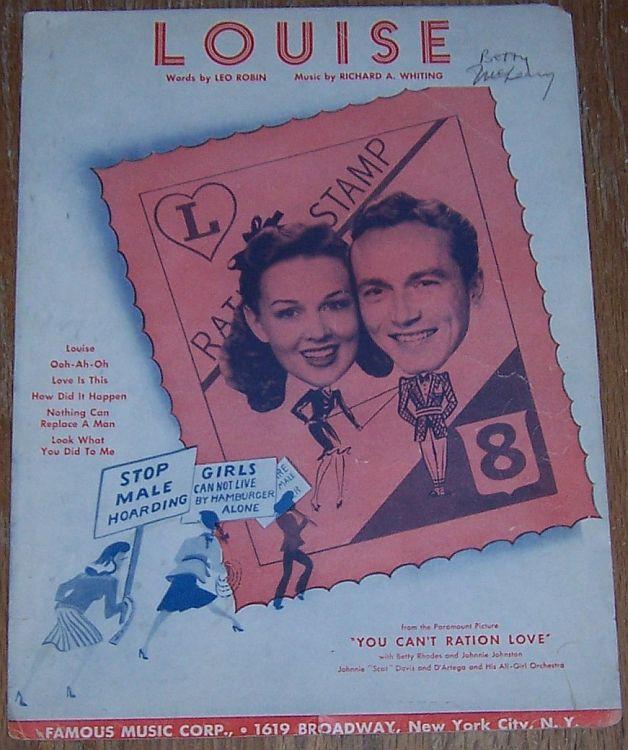 LOUISE
Words by LEO ROBIN Music by RICHARD A. WHITING
Betty
L
RATION STAMP
8
Louise
Ooh-Ah-Oh
Love Is This
How Did It Happen
Nothing Can
Replace A Man
Look What
You Did To Me
STOP
MALE
HOARDING
GIRLS
CAN NOT LIVE
BY HAMBURGER
ALONE
MALE
from the Paramount Picture
"YOU CAN'T RATION LOVE"
with Betty Rhodes and Johnnie Johnston
Johnnie "Scat" Davis and D'Artega and His All-Girl Orchestra
FAMOUS MUSIC CORP., • 1619 BROADWAY, New York City, N. Y.